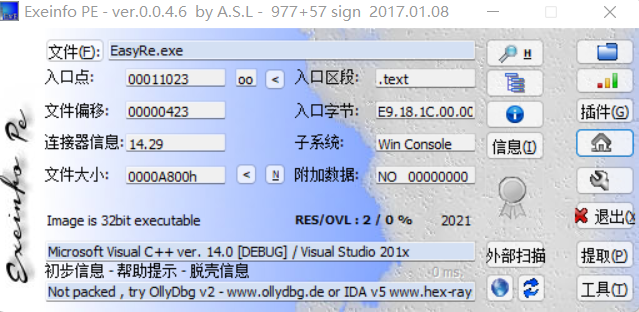 Exeinfo PE - ver.0.0.4.6 by A.S.L - 977+57 sign 2017.01.08
文件(F): EasyRe.exe H
入口点: 00011023 oo < 入口区段: .text
文件偏移: 00000423 入口字节: E9.18.1C.00.00 插件(G)
连接器信息: 14.29 子系统: Win Console 信息(I)
文件大小: 0000A800h < N 附加数据: NO 00000000
Image is 32bit executable RES/OVL : 2 / 0 % 2021 退出(X
Microsoft Visual C++ ver. 14.0 [DEBUG] / Visual Studio 201x 外部扫描 提取(P)
初步信息 - 帮助提示 - 脱壳信息 0 ms.
Not packed , try OllyDbg v2 - www.ollydbg.de or IDA v5 www.hex-ray 工具(T)
Exeinfo Pe